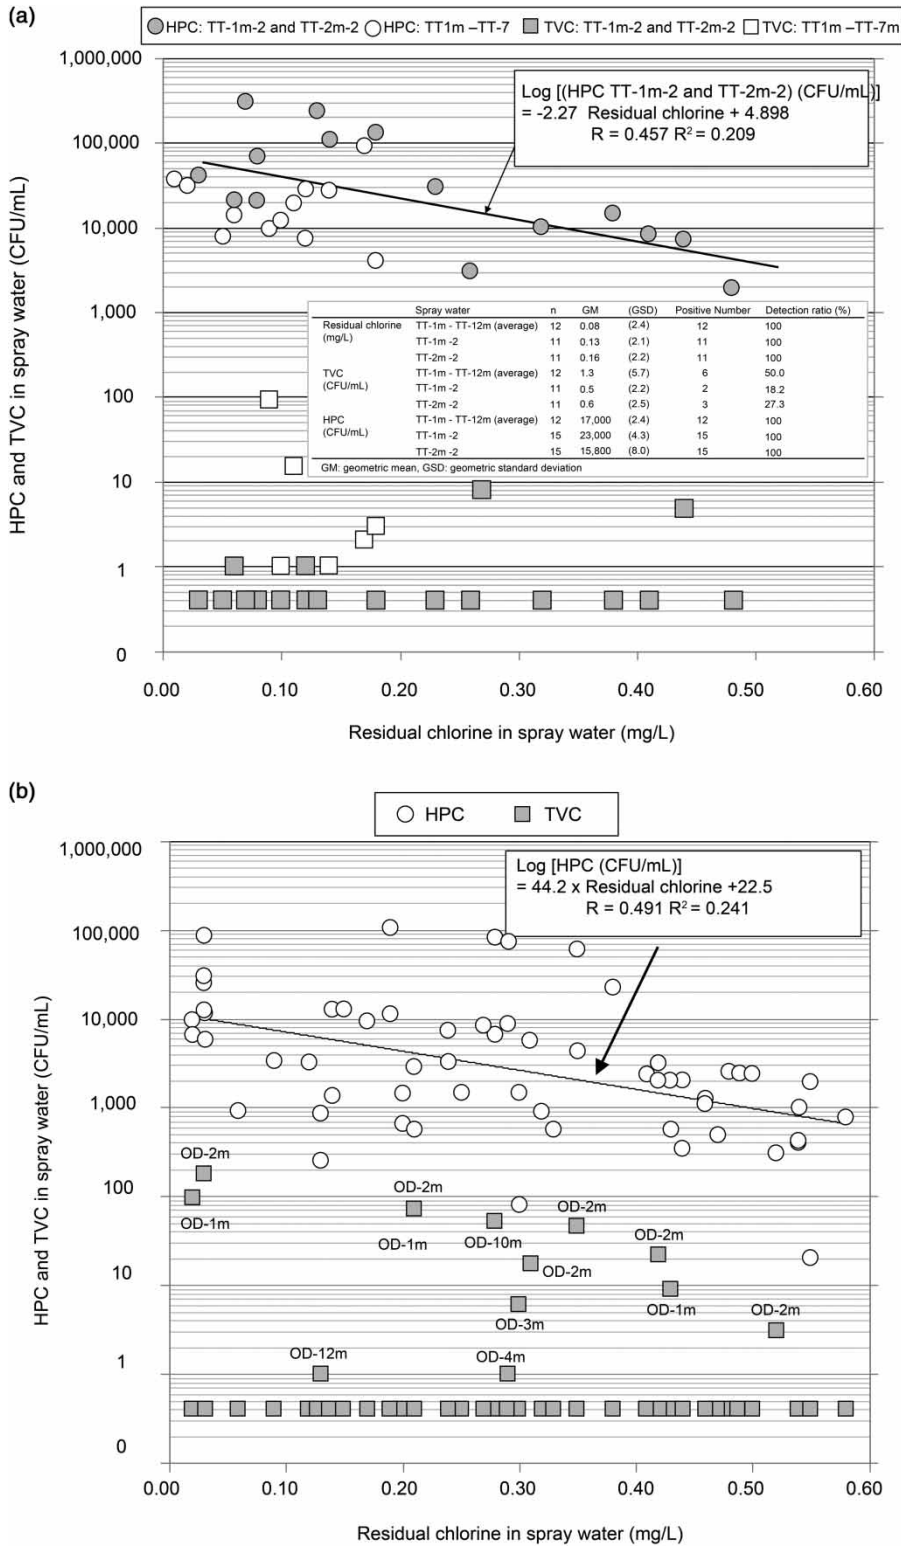 (a)
HPC: TT-1m-2 and TT-2m-2 HPC: TT1m –TT-7 TVC: TT-1m-2 and TT-2m-2 TVC: TT1m –TT-7m
1,000,000
100,000
10,000
1,000
100
10
1
0
HPC and TVC in spray water (CFU/mL)
Log [(HPC TT-1m-2 and TT-2m-2) (CFU/mL)]
= -2.27 Residual chlorine + 4.898
R = 0.457 R² = 0.209
Spray water n GM (GSD) Positive Number Detection ratio (%)
Residual chlorine TT-1m - TT-12m (average) 12 0.08 (2.4) 12 100
(mg/L) TT-1m -2 11 0.13 (2.1) 11 100
TT-2m -2 11 0.16 (2.2) 11 100
TVC TT-1m - TT-12m (average) 12 1.3 (5.7) 6 50.0
(CFU/mL) TT-1m -2 11 0.5 (2.2) 2 18.2
TT-2m -2 11 0.6 (2.5) 3 27.3
HPC TT-1m - TT-12m (average) 12 17,000 (2.4) 12 100
(CFU/mL) TT-1m -2 15 23,000 (4.3) 15 100
TT-2m -2 15 15,800 (8.0) 15 100
GM: geometric mean, GSD: geometric standard deviation
0.00 0.10 0.20 0.30 0.40 0.50 0.60
Residual chlorine in spray water (mg/L)
(b)
HPC TVC
1,000,000
100,000
10,000
1,000
100
10
1
0
HPC and TVC in spray water (CFU/mL)
Log [HPC (CFU/mL)]
= 44.2 x Residual chlorine +22.5
R = 0.491 R² = 0.241
OD-2m
OD-1m
OD-2m
OD-1m
OD-10m
OD-2m
OD-2m
OD-2m
OD-3m
OD-1m
OD-2m
OD-12m
OD-4m
0.00 0.10 0.20 0.30 0.40 0.50 0.60
Residual chlorine in spray water (mg/L)